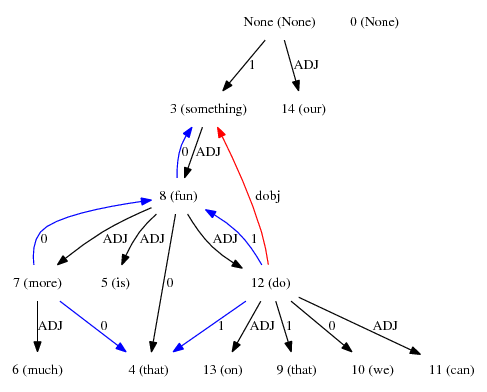 None (None) 0 (None)
1 ADJ
3 (something) 14 (our)
0 ADJ
8 (fun) dobj
0 ADJ ADJ ADJ 1
7 (more) 5 (is) 0 12 (do)
ADJ 0 1 ADJ 1 0 ADJ
6 (much) 4 (that) 13 (on) 9 (that) 10 (we) 11 (can)